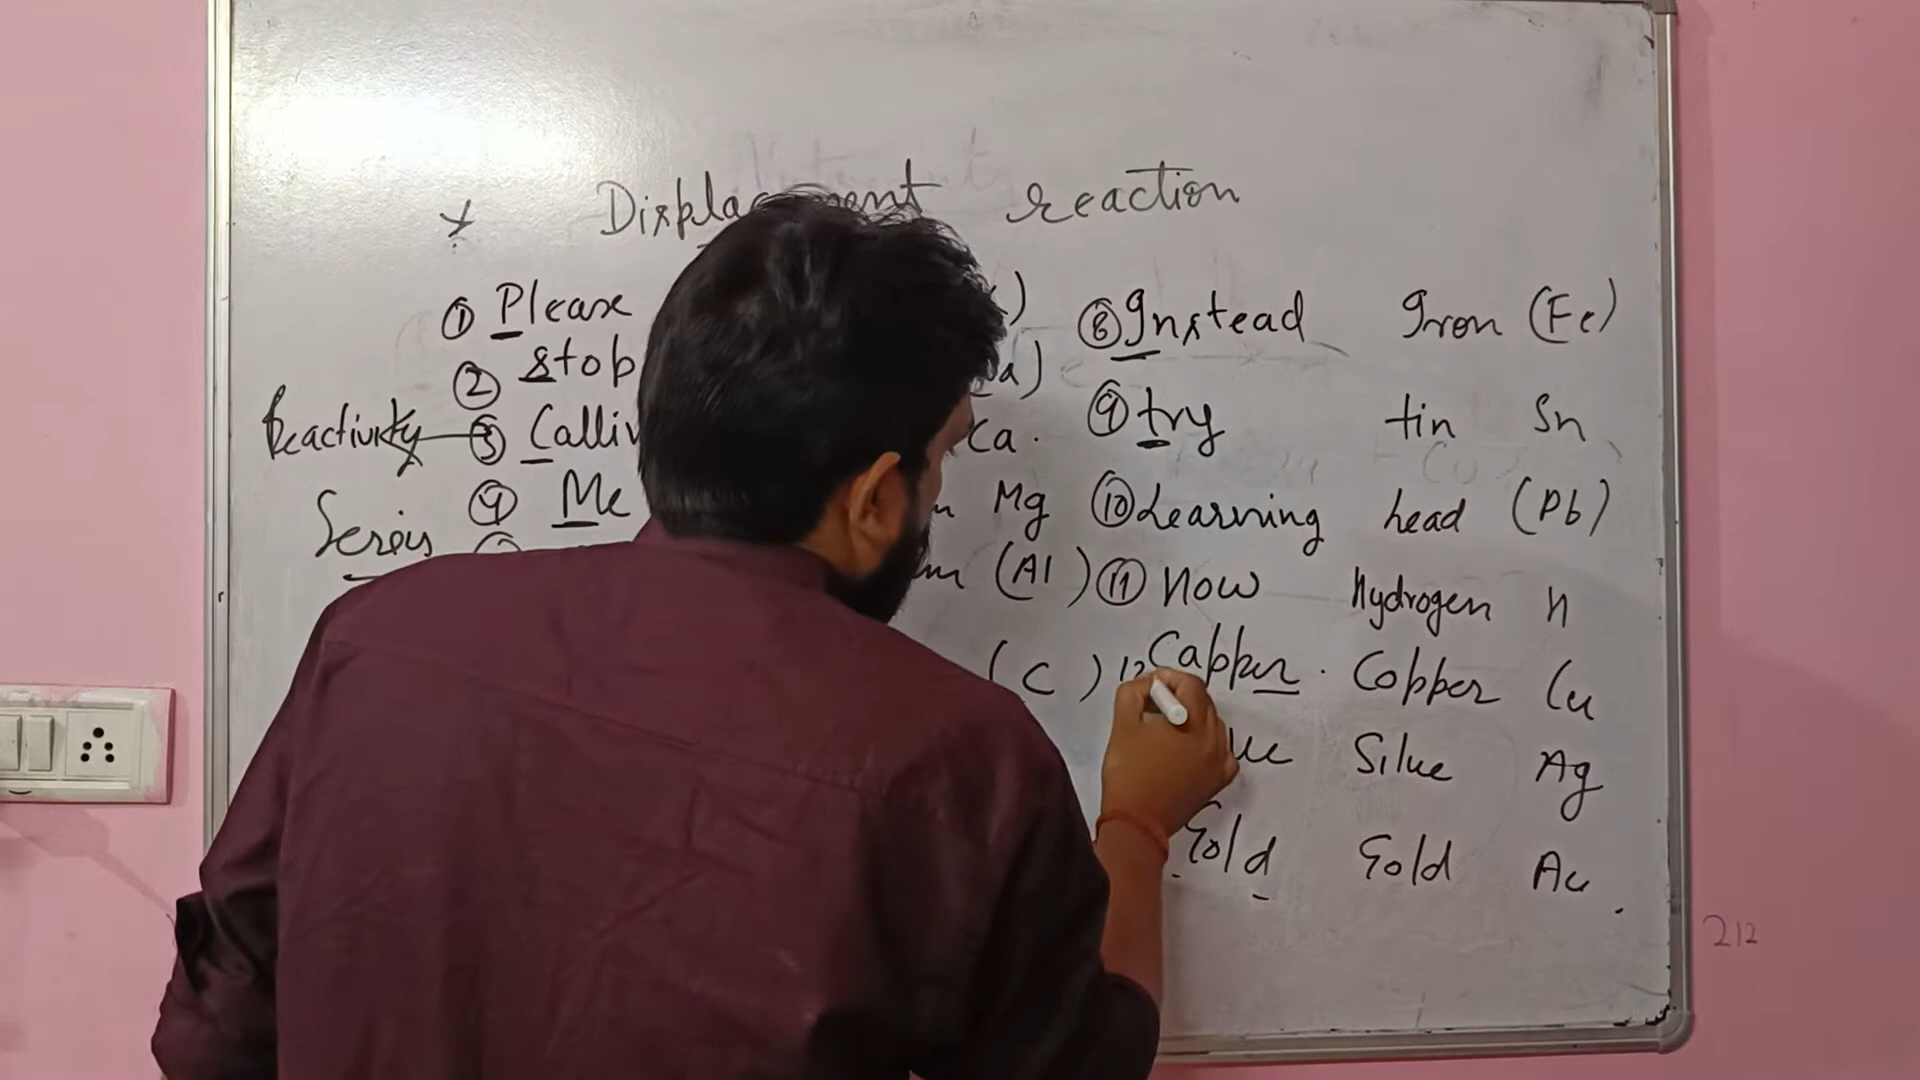 Displacement reaction
① Please
② stop
Reactivity ③
Series ④ Me
Ca.
Mg
(Al)
(C)
⑧ Instead Iron (Fe)
⑨ try tin Sn
⑩ Learning Lead (Pb)
⑪ Now Hydrogen H
12 Copper. Copper Cu
Silve Ag
Gold Gold Au
212